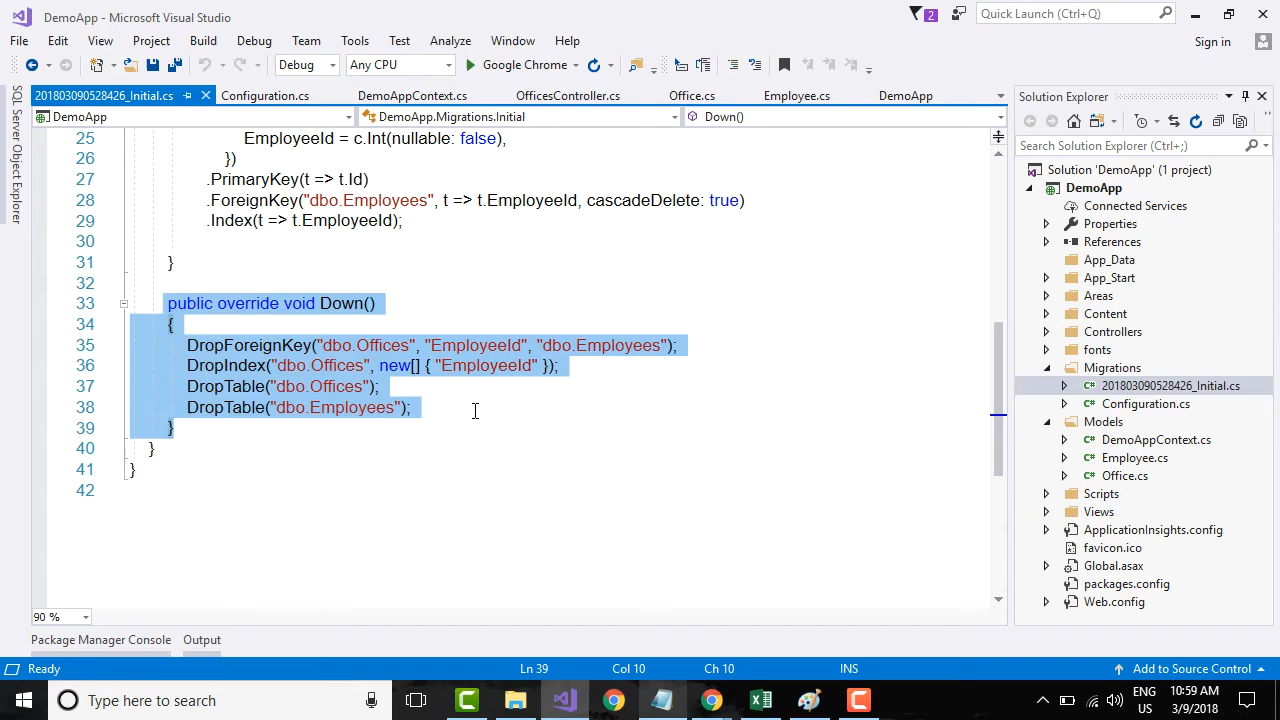 DemoApp - Microsoft Visual Studio
2
Quick Launch (Ctrl+Q)
File Edit View Project Build Debug Team Tools Test Analyze Window Help
Sign in
Debug Any CPU Google Chrome
201803090528426_Initial.cs Configuration.cs DemoAppContext.cs OfficesController.cs Office.cs Employee.cs DemoApp
DemoApp DemoApp.Migrations.Initial Down()
SQL Server Object Explorer
25 EmployeeId = c.Int(nullable: false),
26 })
27 .PrimaryKey(t => t.Id)
28 .ForeignKey("dbo.Employees", t => t.EmployeeId, cascadeDelete: true)
29 .Index(t => t.EmployeeId);
30
31 }
32
33 public override void Down()
34 {
35 DropForeignKey("dbo.Offices", "EmployeeId", "dbo.Employees");
36 DropIndex("dbo.Offices", new[] { "EmployeeId" });
37 DropTable("dbo.Offices");
38 DropTable("dbo.Employees");
39 }
40 }
41 }
42
90 %
Solution Explorer
Search Solution Explorer (Ctrl+;)
Solution 'DemoApp' (1 project)
DemoApp
Connected Services
Properties
References
App_Data
App_Start
Areas
Content
Controllers
fonts
Migrations
C# 201803090528426_Initial.cs
C# Configuration.cs
Models
C# DemoAppContext.cs
C# Employee.cs
C# Office.cs
Scripts
Views
ApplicationInsights.config
favicon.ico
Global.asax
packages.config
Web.config
Package Manager Console Output
Ready Ln 39 Col 10 Ch 10 INS Add to Source Control
Type here to search
ENG 10:59 AM
US 3/9/2018